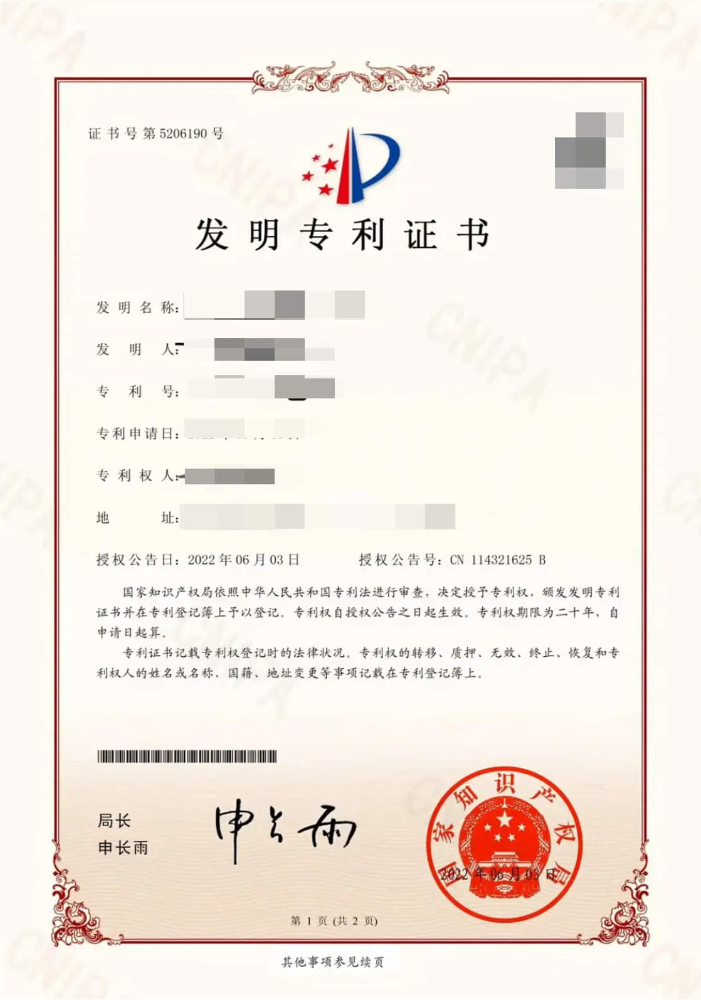 证书号第5206190号
发明专利证书
发明名称：
发明人：
专利号：
专利申请日：
专利权人：
地址：
授权公告日：2022年06月03日 授权公告号：CN 114321625 B
国家知识产权局依照中华人民共和国专利法进行审查，决定授予专利权，颁发发明专利
证书并在专利登记簿上予以登记。专利权自授权公告之日起生效。专利权期限为二十年，自
申请日起算。
专利证书记载专利权登记时的法律状况。专利权的转移、质押、无效、终止、恢复和专
利权人的姓名或名称、国籍、地址变更等事项记载在专利登记簿上。
局长
申长雨
申长雨
国家知识产权局
2022年06月03日
第 1 页 (共 2 页)
其他事项参见续页
CNIPA
CNIPA
CNIPA
CNIPA